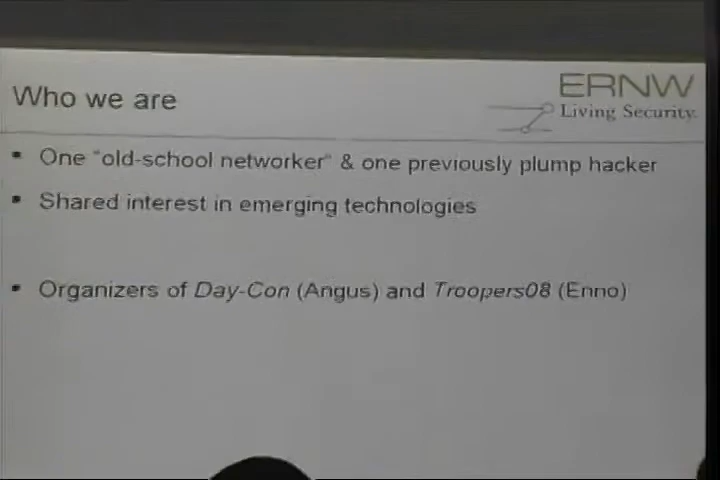 Who we are
ERNW
Living Security.
One "old-school networker" & one previously plump hacker
Shared interest in emerging technologies
Organizers of Day-Con (Angus) and Troopers08 (Enno)